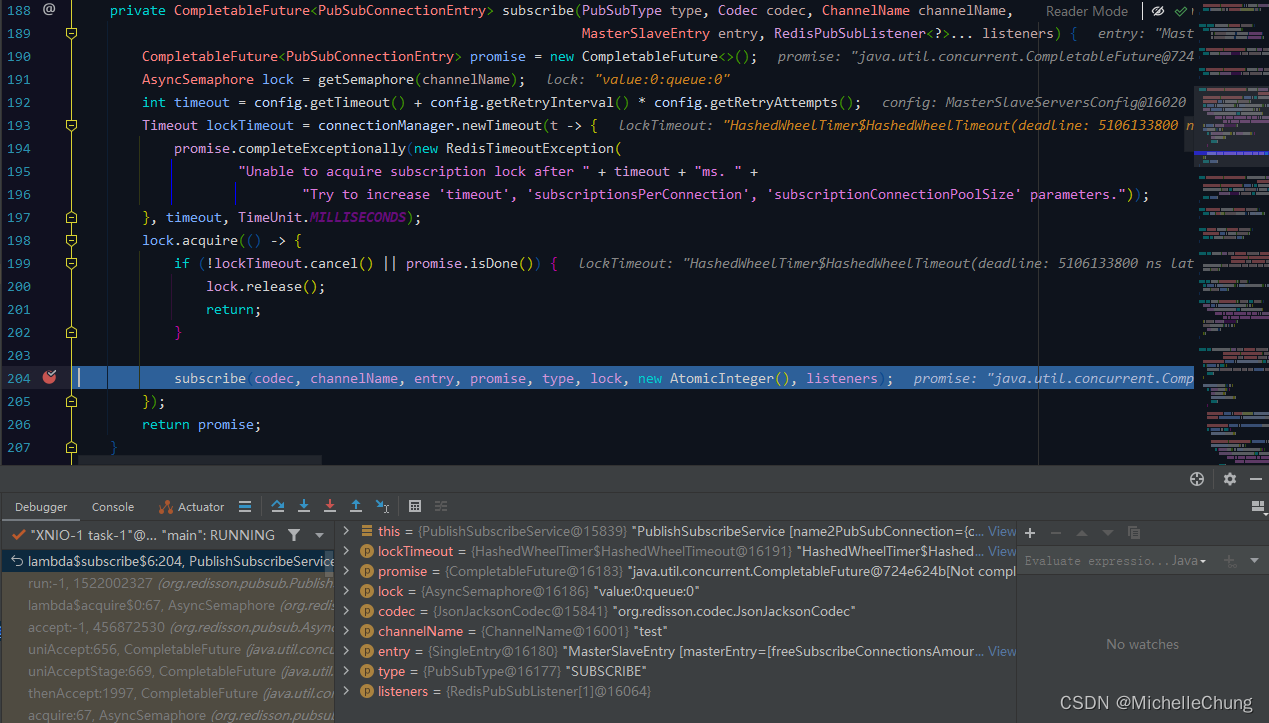 188 @ private CompletableFuture<PubSubConnectionEntry> subscribe(PubSubType type, Codec codec, ChannelName channelName,
Reader Mode
189 MasterSlaveEntry entry, RedisPubSubListener<?>... listeners) { entry: "Mast
190 CompletableFuture<PubSubConnectionEntry> promise = new CompletableFuture<>(); promise: "java.util.concurrent.CompletableFuture@724
191 AsyncSemaphore lock = getSemaphore(channelName); lock: "value:0:queue:0"
192 int timeout = config.getTimeout() + config.getRetryInterval() * config.getRetryAttempts(); config: MasterSlaveServersConfig@16020
193 Timeout lockTimeout = connectionManager.newTimeout(t -> { lockTimeout: "HashedWheelTimer$HashedWheelTimeout(deadline: 5106133800 n
194 promise.completeExceptionally(new RedisTimeoutException(
195 "Unable to acquire subscription lock after " + timeout + "ms. " +
196 "Try to increase 'timeout', 'subscriptionsPerConnection', 'subscriptionConnectionPoolSize' parameters."));
197 }, timeout, TimeUnit.MILLISECONDS);
198 lock.acquire(() -> {
199 if (!lockTimeout.cancel() || promise.isDone()) { lockTimeout: "HashedWheelTimer$HashedWheelTimeout(deadline: 5106133800 ns lat
200 lock.release();
201 return;
202 }
203
204 subscribe(codec, channelName, entry, promise, type, lock, new AtomicInteger(), listeners); promise: "java.util.concurrent.Comp
205 });
206 return promise;
207 }
Debugger Console Actuator
"XNIO-1 task-1"@... "main": RUNNING
lambda$subscribe$6:204, PublishSubscribeService
run:-1, 1522002327 (org.redisson.pubsub.Publish
lambda$acquire$0:67, AsyncSemaphore (org.redis
accept:-1, 456872530 (org.redisson.pubsub.Async
uniAccept:656, CompletableFuture (java.util.concu
uniAcceptStage:669, CompletableFuture (java.util.
thenAccept:1997, CompletableFuture (java.util.con
acquire:67, AsyncSemaphore (org.redisson.pubsu
this = {PublishSubscribeService@15839} "PublishSubscribeService [name2PubSubConnection={c... View
lockTimeout = {HashedWheelTimer$HashedWheelTimeout@16191} "HashedWheelTimer$Hashed... View
promise = {CompletableFuture@16183} "java.util.concurrent.CompletableFuture@724e624b[Not compl
lock = {AsyncSemaphore@16186} "value:0:queue:0"
codec = {JsonJacksonCodec@15841} "org.redisson.codec.JsonJacksonCodec"
channelName = {ChannelName@16001} "test"
entry = {SingleEntry@16180} "MasterSlaveEntry [masterEntry=[freeSubscribeConnectionsAmour... View
type = {PubSubType@16177} "SUBSCRIBE"
listeners = {RedisPubSubListener[1]@16064}
Evaluate expressio... Java
No watches
CSDN @MichelleChung